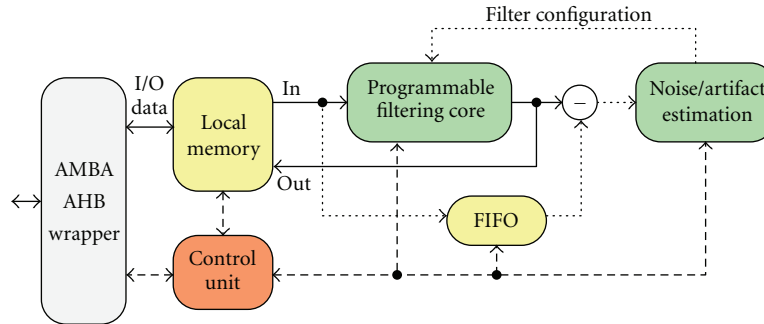 Filter configuration
I/O
data
In
Programmable
filtering core
−
Noise/artifact
estimation
Local
memory
AMBA
AHB
wrapper
Out
FIFO
Control
unit